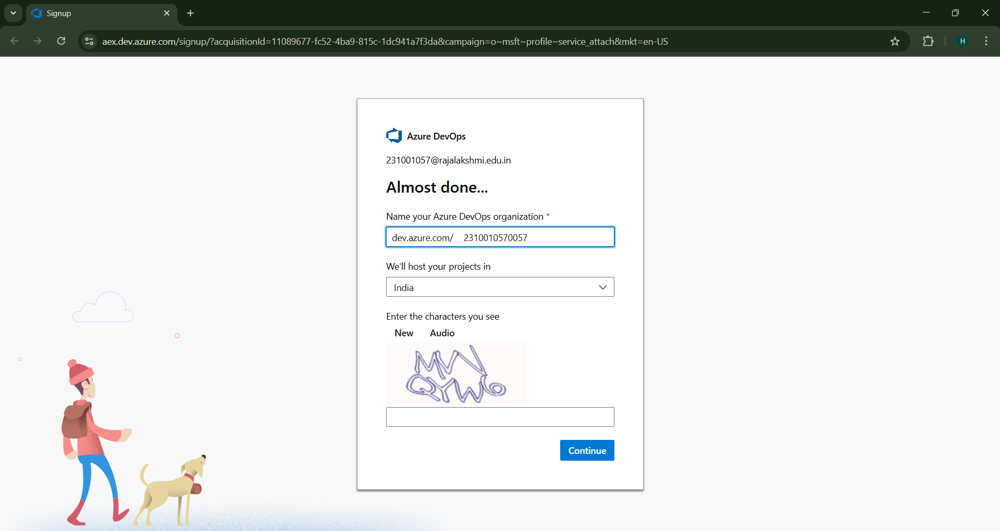 Signup
aex.dev.azure.com/signup/?acquisitionId=11089677-fc52-4ba9-815c-1dc941a7f3da&campaign=o~msft~profile~service_attach&mkt=en-US
H
Azure DevOps
231001057@rajalakshmi.edu.in
Almost done...
Name your Azure DevOps organization *
dev.azure.com/ 2310010570057
We'll host your projects in
India
Enter the characters you see
New Audio
Continue